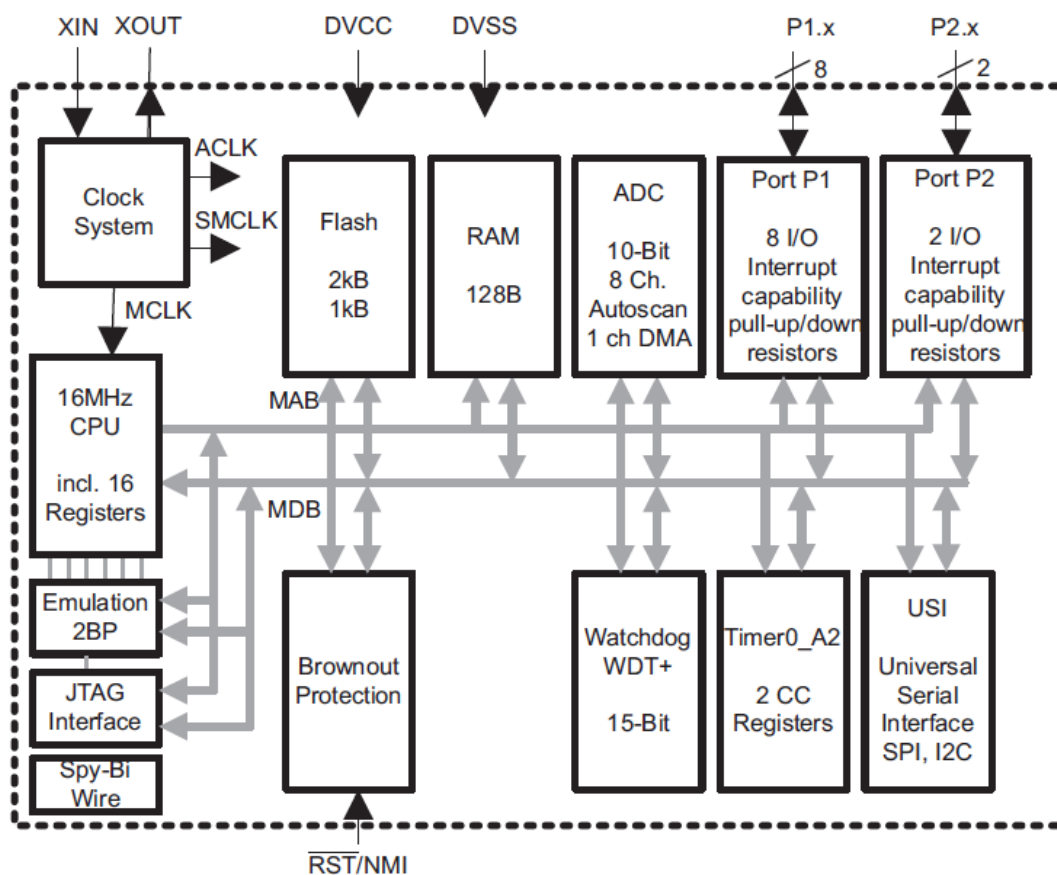 XIN XOUT DVCC DVSS P1.x P2.x
8 2
Clock
System
ACLK
SMCLK
MCLK
Flash
2kB
1kB
RAM
128B
ADC
10-Bit
8 Ch.
Autoscan
1 ch DMA
Port P1
8 I/O
Interrupt
capability
pull-up/down
resistors
Port P2
2 I/O
Interrupt
capability
pull-up/down
resistors
16MHz
CPU
incl. 16
Registers
MAB
MDB
Emulation
2BP
JTAG
Interface
Spy-Bi
Wire
Brownout
Protection
Watchdog
WDT+
15-Bit
Timer0_A2
2 CC
Registers
USI
Universal
Serial
Interface
SPI, I2C
R̅S̅T̅/NMI